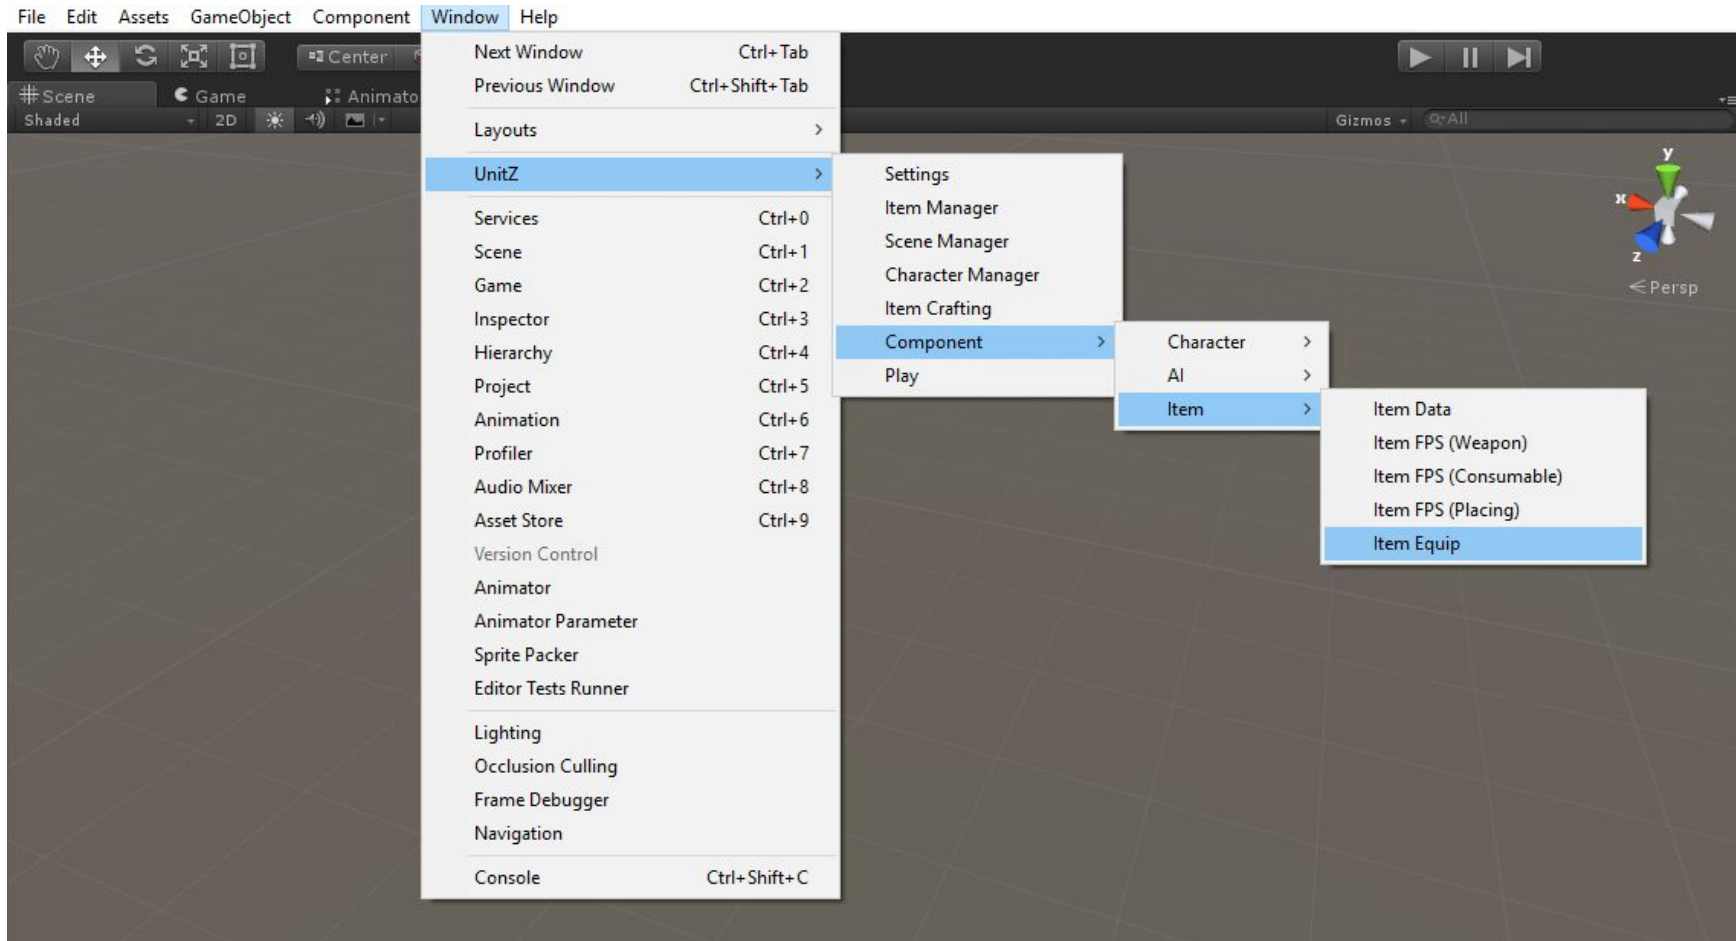 File Edit Assets GameObject Component Window Help
Center
Scene Game Animato
Shaded 2D Gizmos All
Next Window Ctrl+Tab
Previous Window Ctrl+Shift+Tab
Layouts
UnitZ
Services Ctrl+0
Scene Ctrl+1
Game Ctrl+2
Inspector Ctrl+3
Hierarchy Ctrl+4
Project Ctrl+5
Animation Ctrl+6
Profiler Ctrl+7
Audio Mixer Ctrl+8
Asset Store Ctrl+9
Version Control
Animator
Animator Parameter
Sprite Packer
Editor Tests Runner
Lighting
Occlusion Culling
Frame Debugger
Navigation
Console Ctrl+Shift+C
Settings
Item Manager
Scene Manager
Character Manager
Item Crafting
Component
Play
Character
AI
Item
Item Data
Item FPS (Weapon)
Item FPS (Consumable)
Item FPS (Placing)
Item Equip
y
x
z
Persp